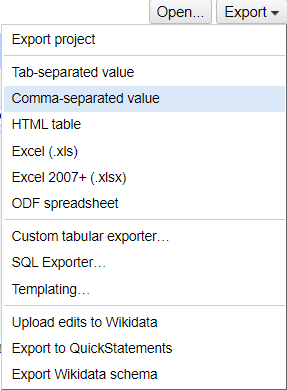 Open... Export
Export project
Tab-separated value
Comma-separated value
HTML table
Excel (.xls)
Excel 2007+ (.xlsx)
ODF spreadsheet
Custom tabular exporter…
SQL Exporter…
Templating…
Upload edits to Wikidata
Export to QuickStatements
Export Wikidata schema